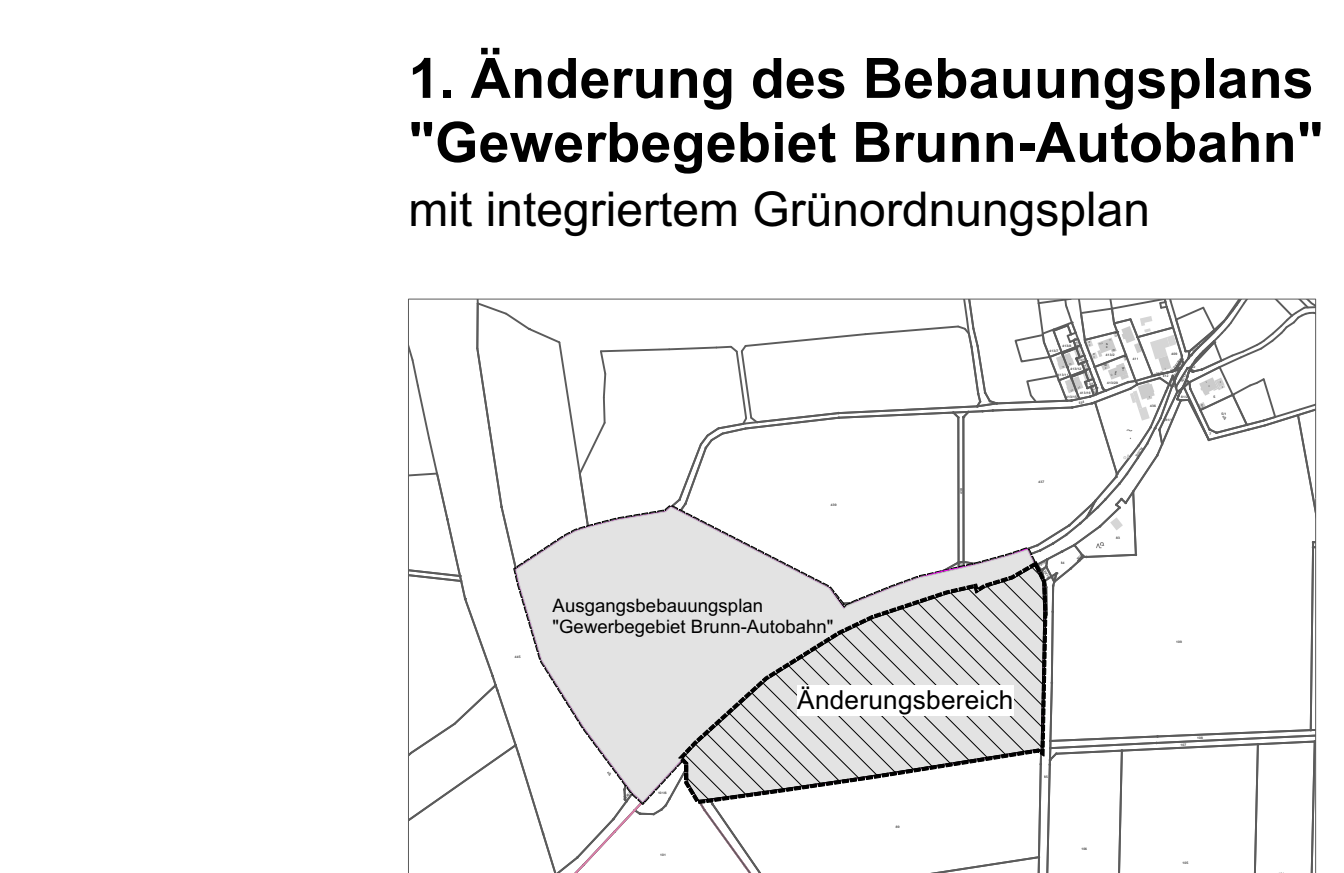 1. Änderung des Bebauungsplans
"Gewerbegebiet Brunn-Autobahn"
mit integriertem Grünordnungsplan
Ausgangsbebauungsplan
"Gewerbegebiet Brunn-Autobahn"
Änderungsbereich